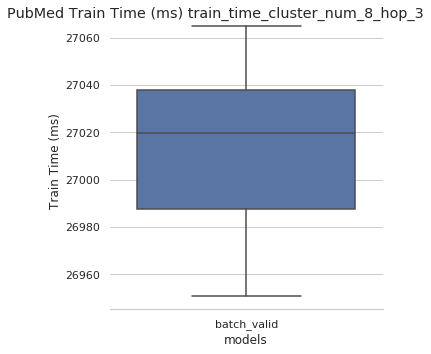 PubMed Train Time (ms) train_time_cluster_num_8_hop_3
27060
27040
27020
27000
26980
26960
Train Time (ms)
batch_valid
models